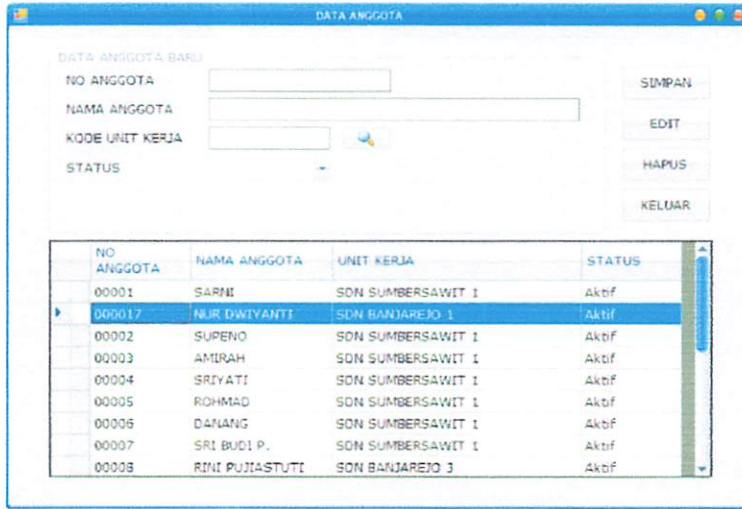 DATA ANGGOTA
DATA ANGGOTA BARU
NO ANGGOTA
NAMA ANGGOTA
KODE UNIT KERJA
STATUS
SIMPAN
EDIT
HAPUS
KELUAR
NO ANGGOTA NAMA ANGGOTA UNIT KERJA STATUS
00001 SARNI SDN SUMBERSAWIT 1 Aktif
000017 NUR DWIYANTI SDN BANJAREJO 1 Aktif
00002 SUPENO SDN SUMBERSAWIT 1 Aktif
00003 AMIRAH SDN SUMBERSAWIT 1 Aktif
00004 SRIYATI SDN SUMBERSAWIT 1 Aktif
00005 ROHMAD SDN SUMBERSAWIT 1 Aktif
00006 DANANG SDN SUMBERSAWIT 1 Aktif
00007 SRI BUDI P. SDN SUMBERSAWIT 1 Aktif
00008 RINI PUJIASTUTI SDN BANJAREJO 3 Aktif